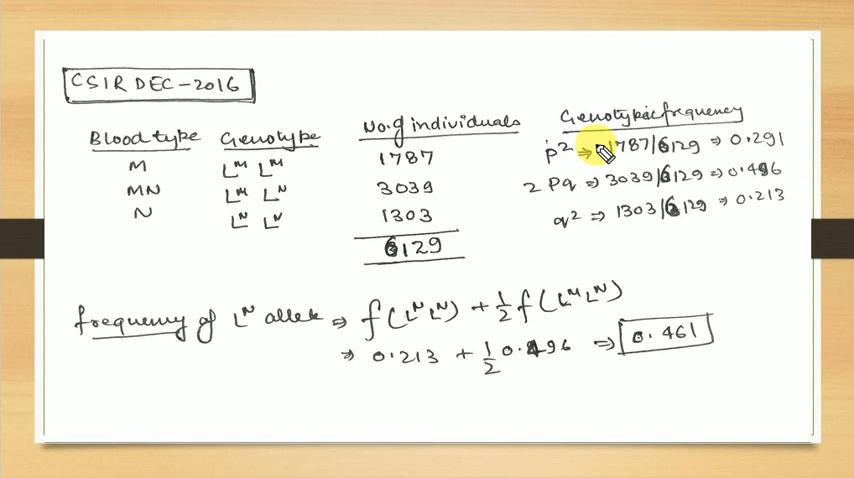 CSIR DEC-2016
Blood type Genotype No. of individuals Genotypic frequency
M L^M L^M 1787 p² ⇒ 1787/6129 ⇒ 0.291
MN L^M L^N 3039 2pq ⇒ 3039/6129 ⇒ 0.496
N L^N L^N 1303 q² ⇒ 1303/6129 ⇒ 0.213
6129
frequency of L^N allele ⇒ f(L^N L^N) + 1/2 f(L^M L^N)
⇒ 0.213 + 1/2 0.496 ⇒ 0.461